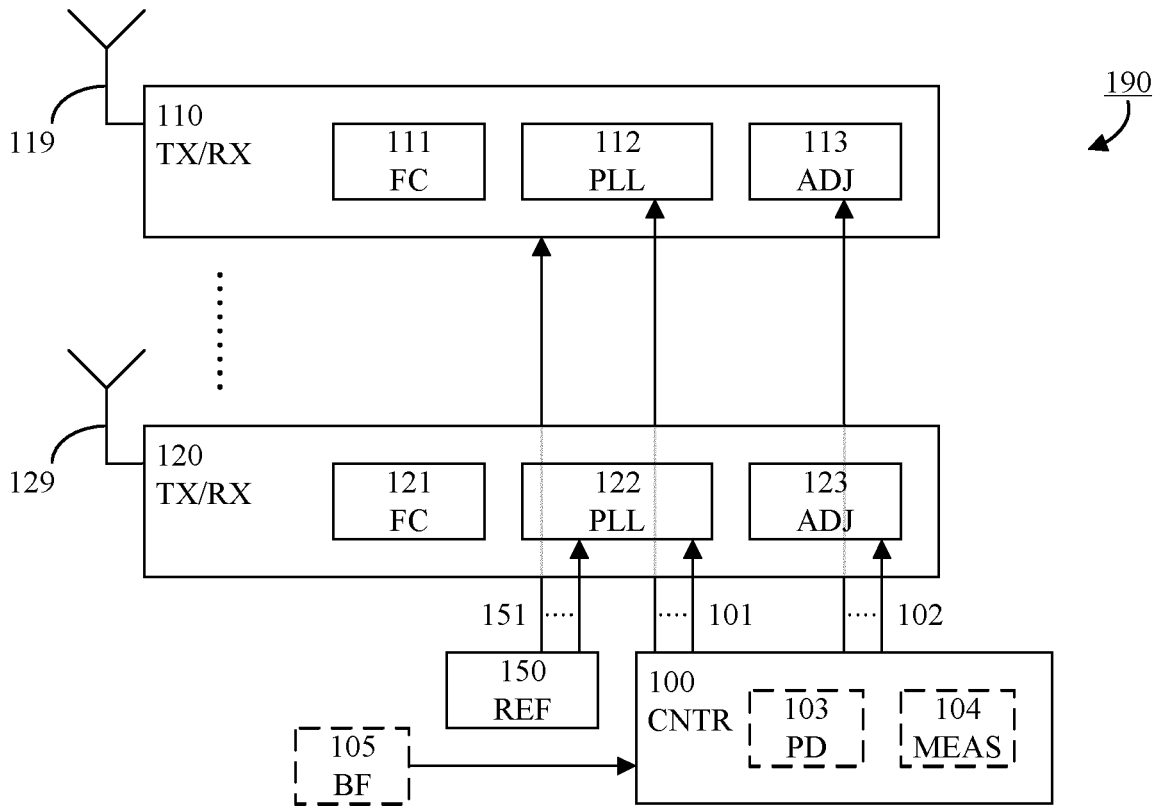 190
110
TX/RX
111
FC
112
PLL
113
ADJ
119
120
TX/RX
121
FC
122
PLL
123
ADJ
129
151
101
102
150
REF
100
CNTR
103
PD
104
MEAS
105
BF